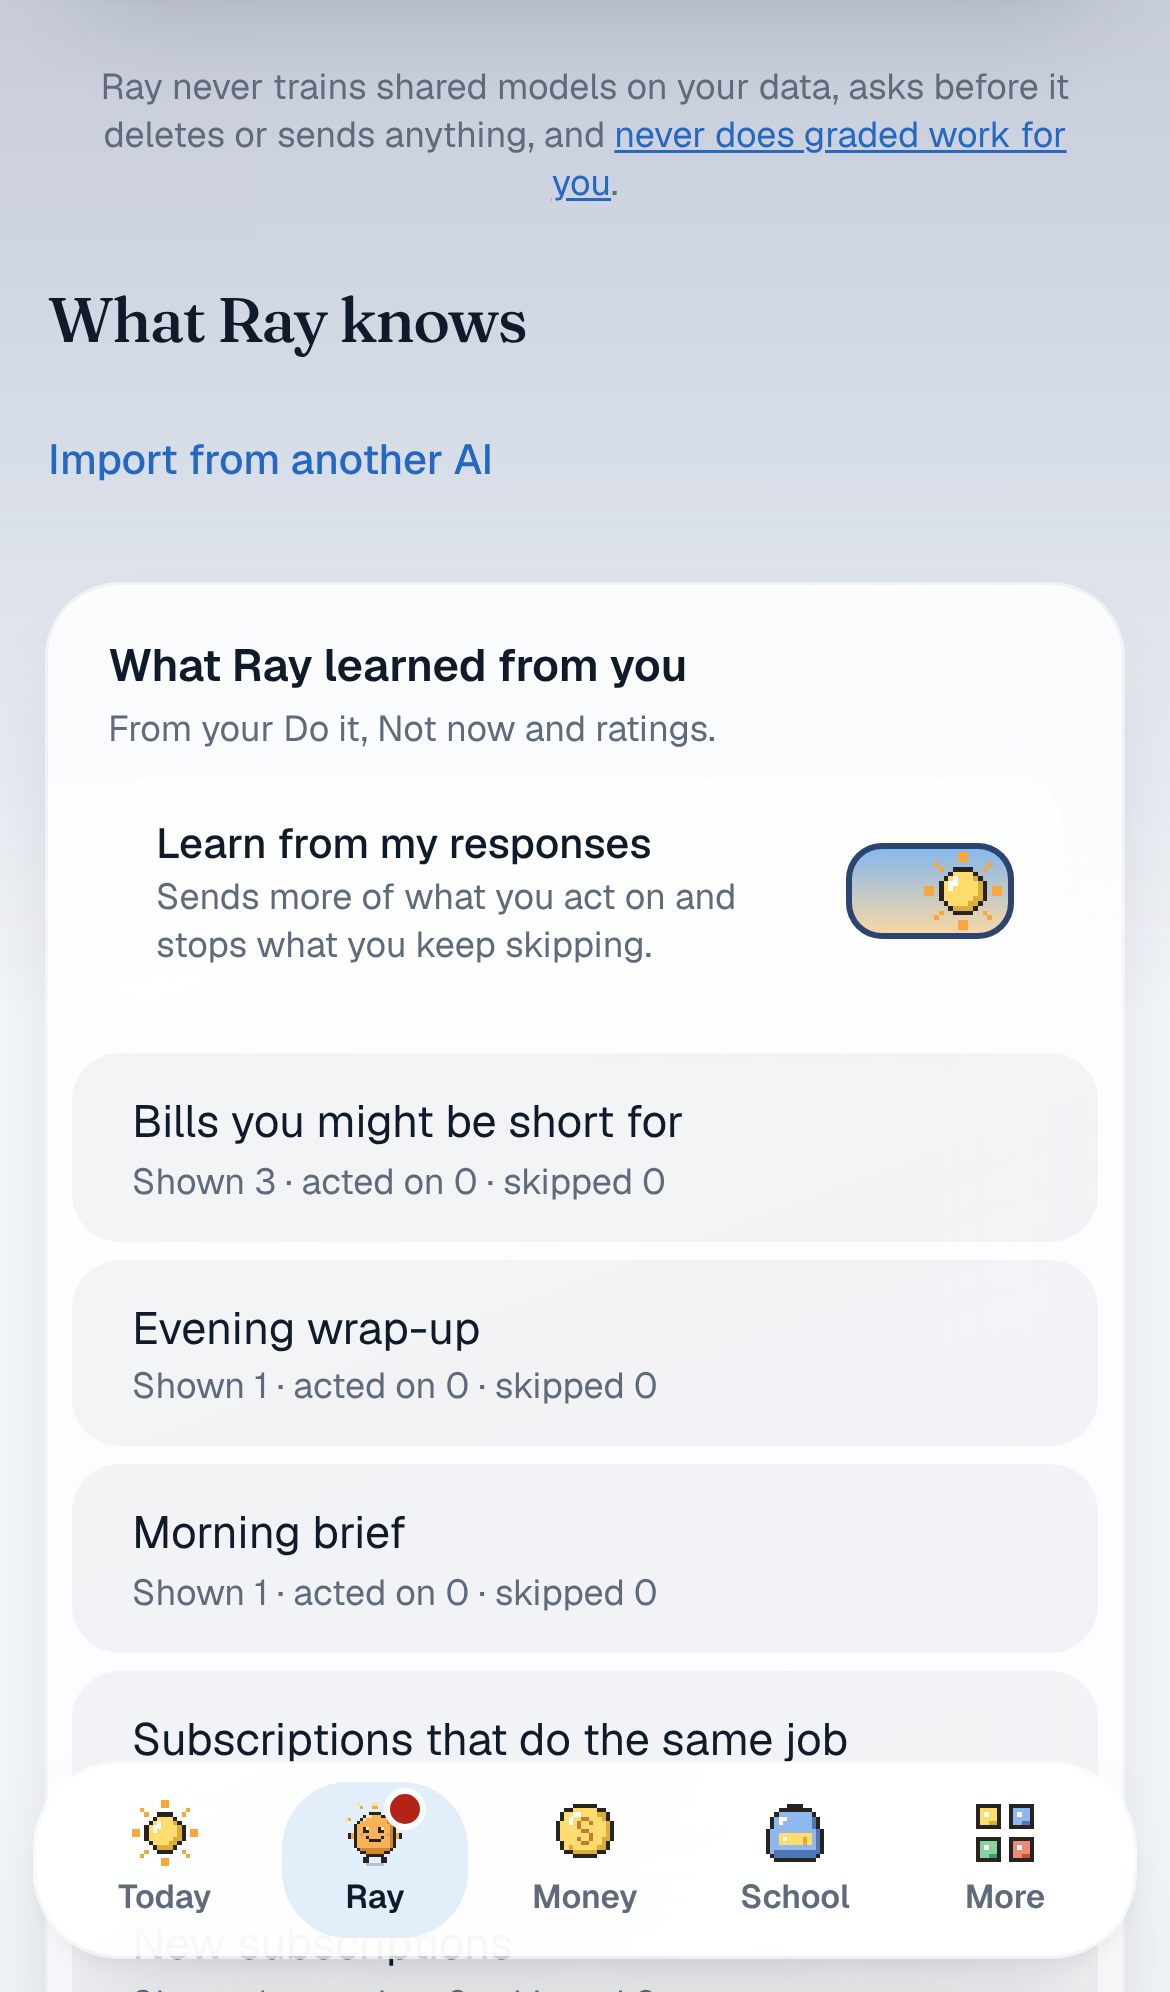 Ray never trains shared models on your data, asks before it
deletes or sends anything, and never does graded work for
you.
What Ray knows
Import from another AI
What Ray learned from you
From your Do it, Not now and ratings.
Learn from my responses
Sends more of what you act on and
stops what you keep skipping.
Bills you might be short for
Shown 3 · acted on 0 · skipped 0
Evening wrap-up
Shown 1 · acted on 0 · skipped 0
Morning brief
Shown 1 · acted on 0 · skipped 0
Subscriptions that do the same job
Today
Ray
Money
School
More
New subscriptions